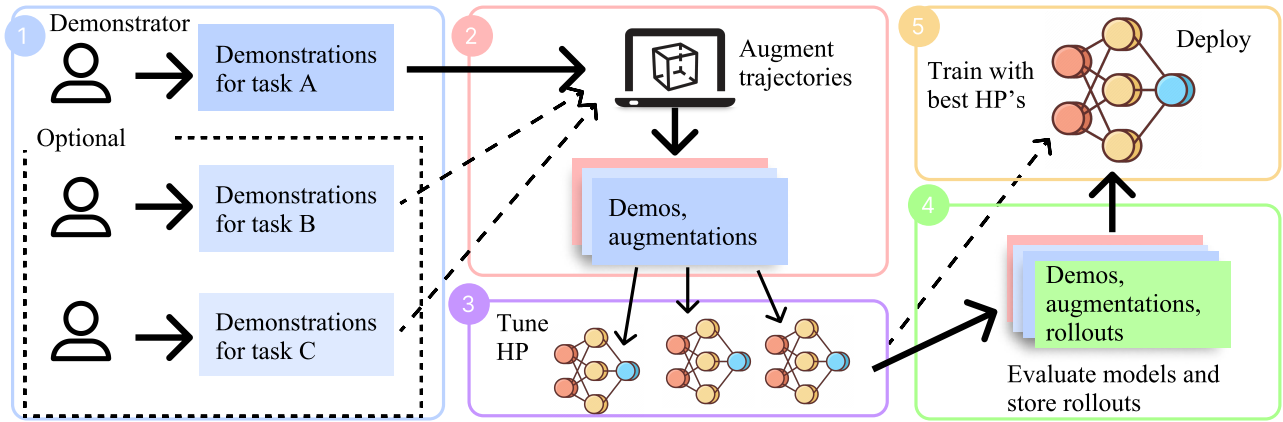 1
Demonstrator
Demonstrations
for task A
Optional
Demonstrations
for task B
Demonstrations
for task C
2
Augment
trajectories
Demos,
augmentations
3
Tune
HP
5
Deploy
Train with
best HP's
4
Demos,
augmentations,
rollouts
Evaluate models and
store rollouts